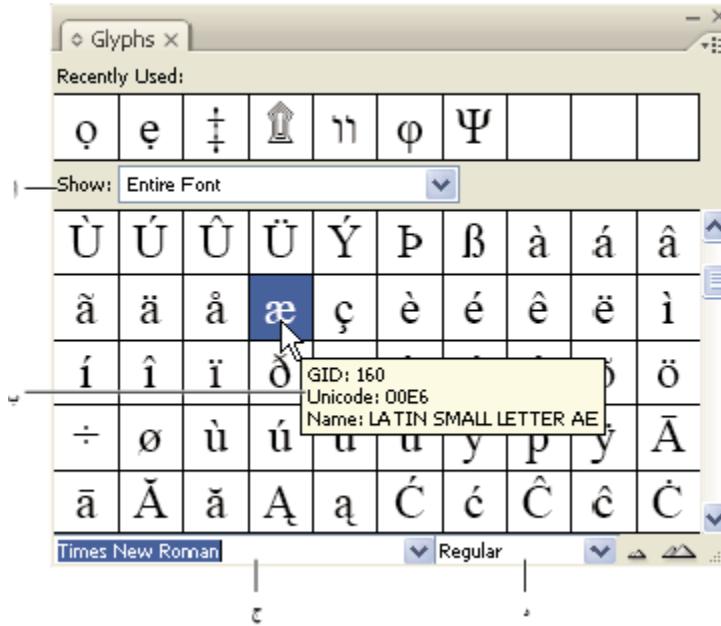 Glyphs ×
Recently Used:
ọ ẹ ‡ װ φ Ψ
ا
Show: Entire Font
Ù Ú Û Ü Ý Þ ß à á â
ã ä å æ ç è é ê ë ì
í î ï ð ö
GID: 160
Unicode: 00E6
Name: LATIN SMALL LETTER AE
ب
÷ ø ù ú Ā
ā Ă ă Ą ą Ć ć Ĉ ĉ Ċ
Times New Roman Regular
ج د